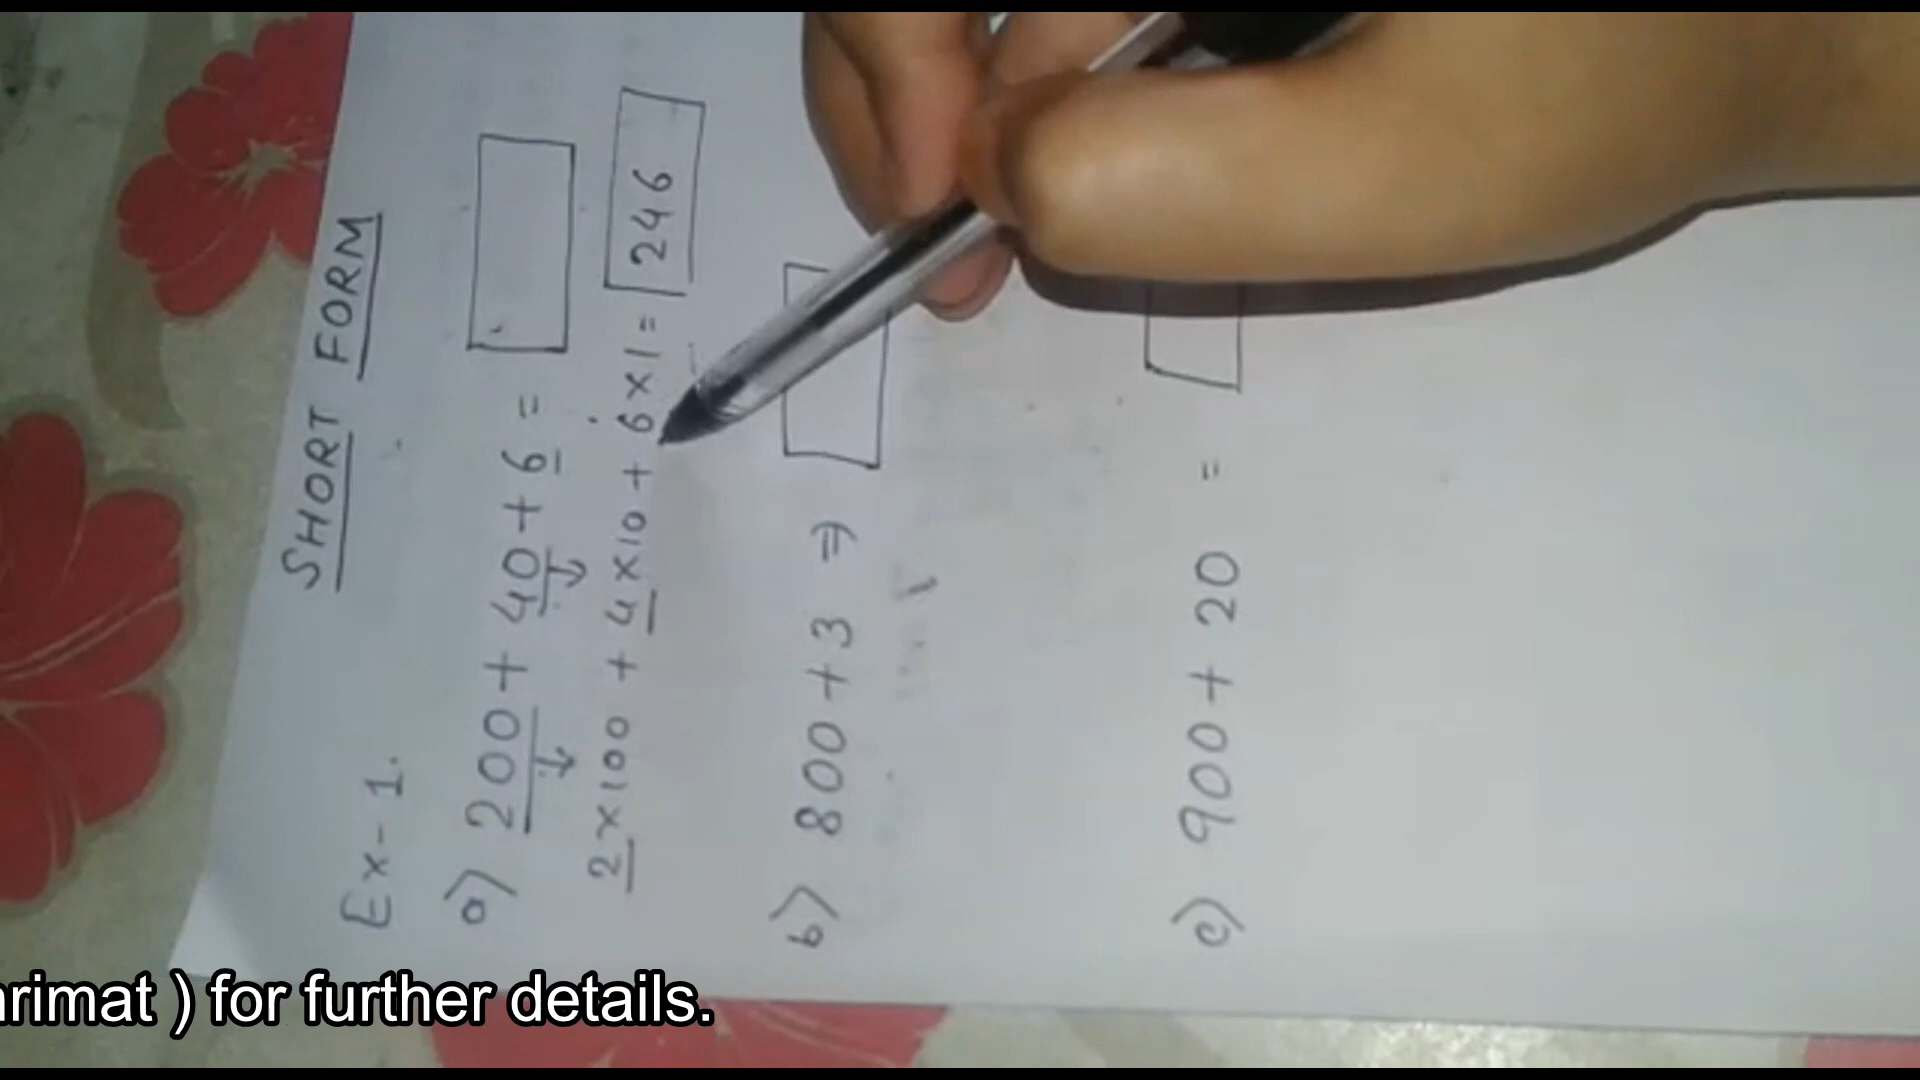 SHORT FORM
Ex-1.
a) 200 + 40 + 6 =
2×100 + 4×10 + 6×1 = 246
b) 800 + 3 ⇒
c) 900 + 20 =
) for further details.